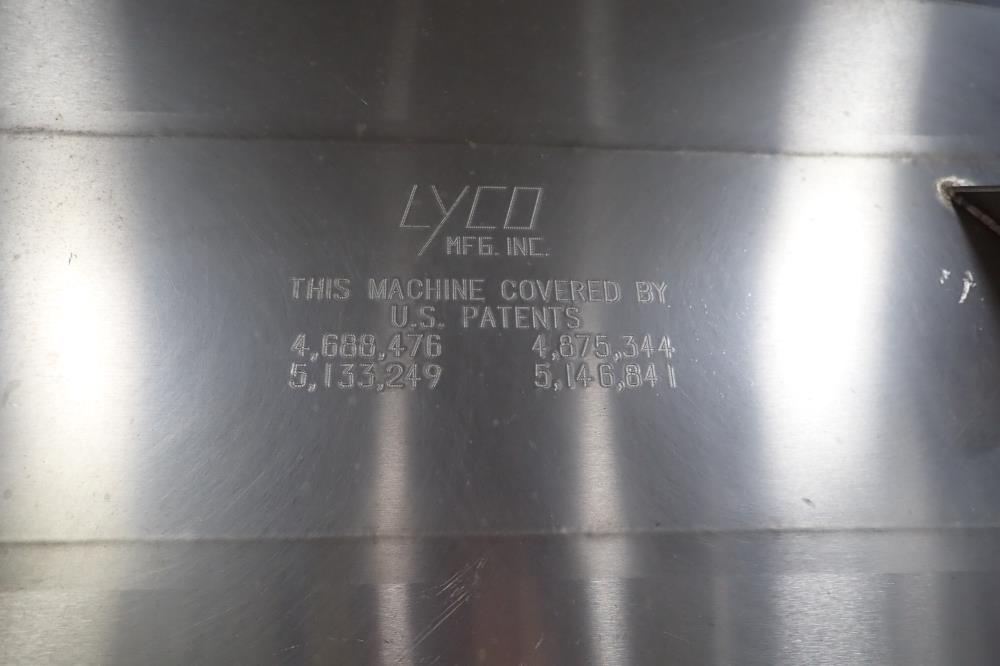 LYCO
MFG. INC.
THIS MACHINE COVERED BY
U.S. PATENTS
4,688,476 4,875,344
5,133,249 5,146,841